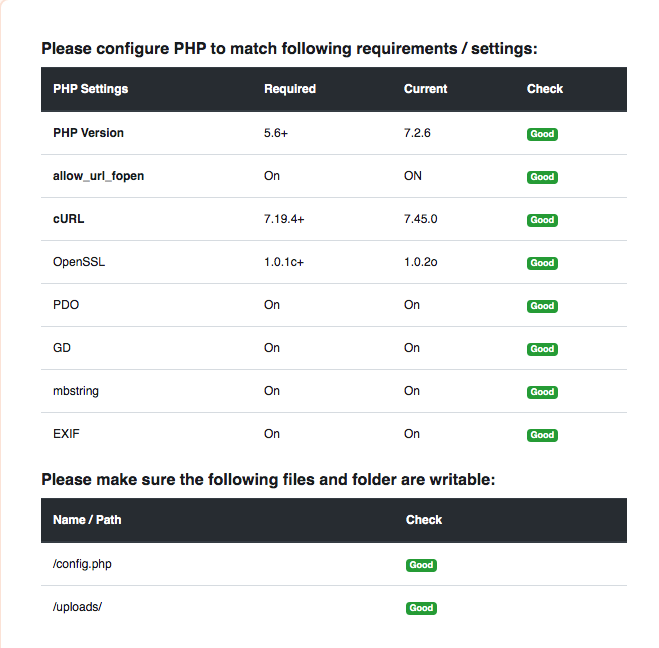 Please configure PHP to match following requirements / settings:
PHP Settings Required Current Check
PHP Version 5.6+ 7.2.6 Good
allow_url_fopen On ON Good
cURL 7.19.4+ 7.45.0 Good
OpenSSL 1.0.1c+ 1.0.2o Good
PDO On On Good
GD On On Good
mbstring On On Good
EXIF On On Good
Please make sure the following files and folder are writable:
Name / Path Check
/config.php Good
/uploads/ Good